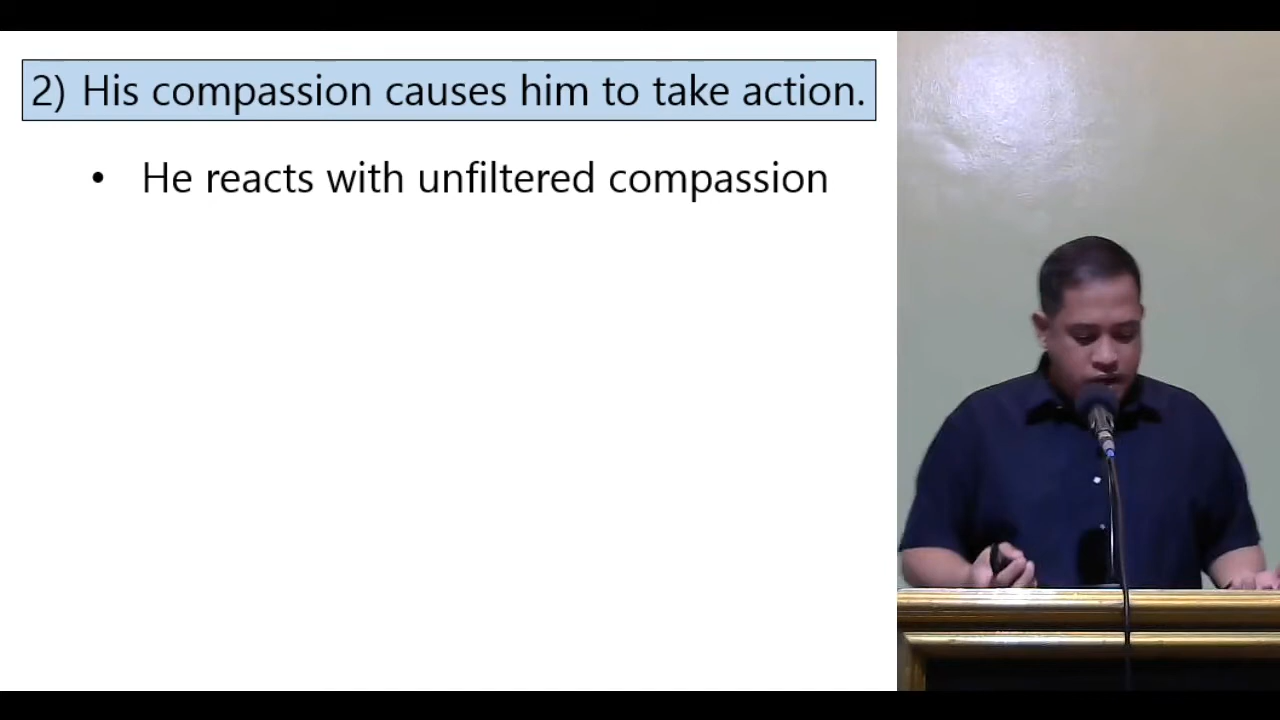 2) His compassion causes him to take action.
• He reacts with unfiltered compassion